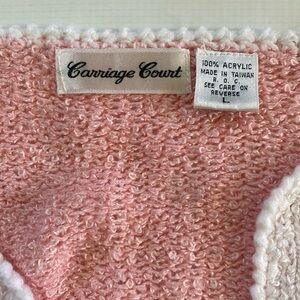 Carriage Court
100% ACRYLIC
MADE IN TAIWAN
R. O. C.
SEE CARE ON
REVERSE
L